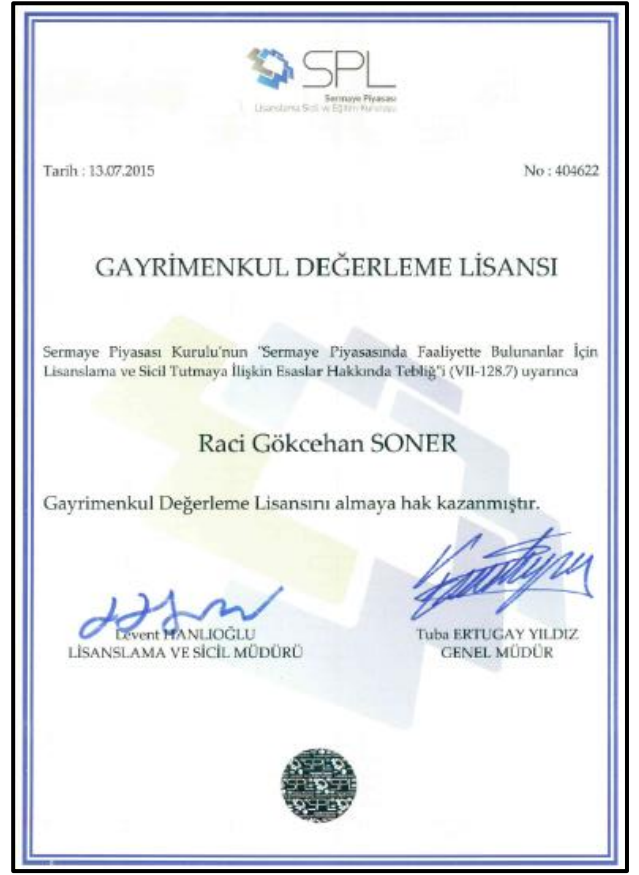 SPL
Sermaye Piyasası
Lisanslama Sicil ve Eğitim Kuruluşu
Tarih : 13.07.2015
No : 404622
GAYRİMENKUL DEĞERLEME LİSANSI
Sermaye Piyasası Kurulu'nun "Sermaye Piyasasında Faaliyette Bulunanlar İçin
Lisanslama ve Sicil Tutmaya İlişkin Esaslar Hakkında Tebliğ"i (VII-128.7) uyarınca
Raci Gökcehan SONER
Gayrimenkul Değerleme Lisansını almaya hak kazanmıştır.
Levent HANLIOĞLU
LİSANSLAMA VE SİCİL MÜDÜRÜ
Tuba ERTUGAY YILDIZ
GENEL MÜDÜR
SPL SPL